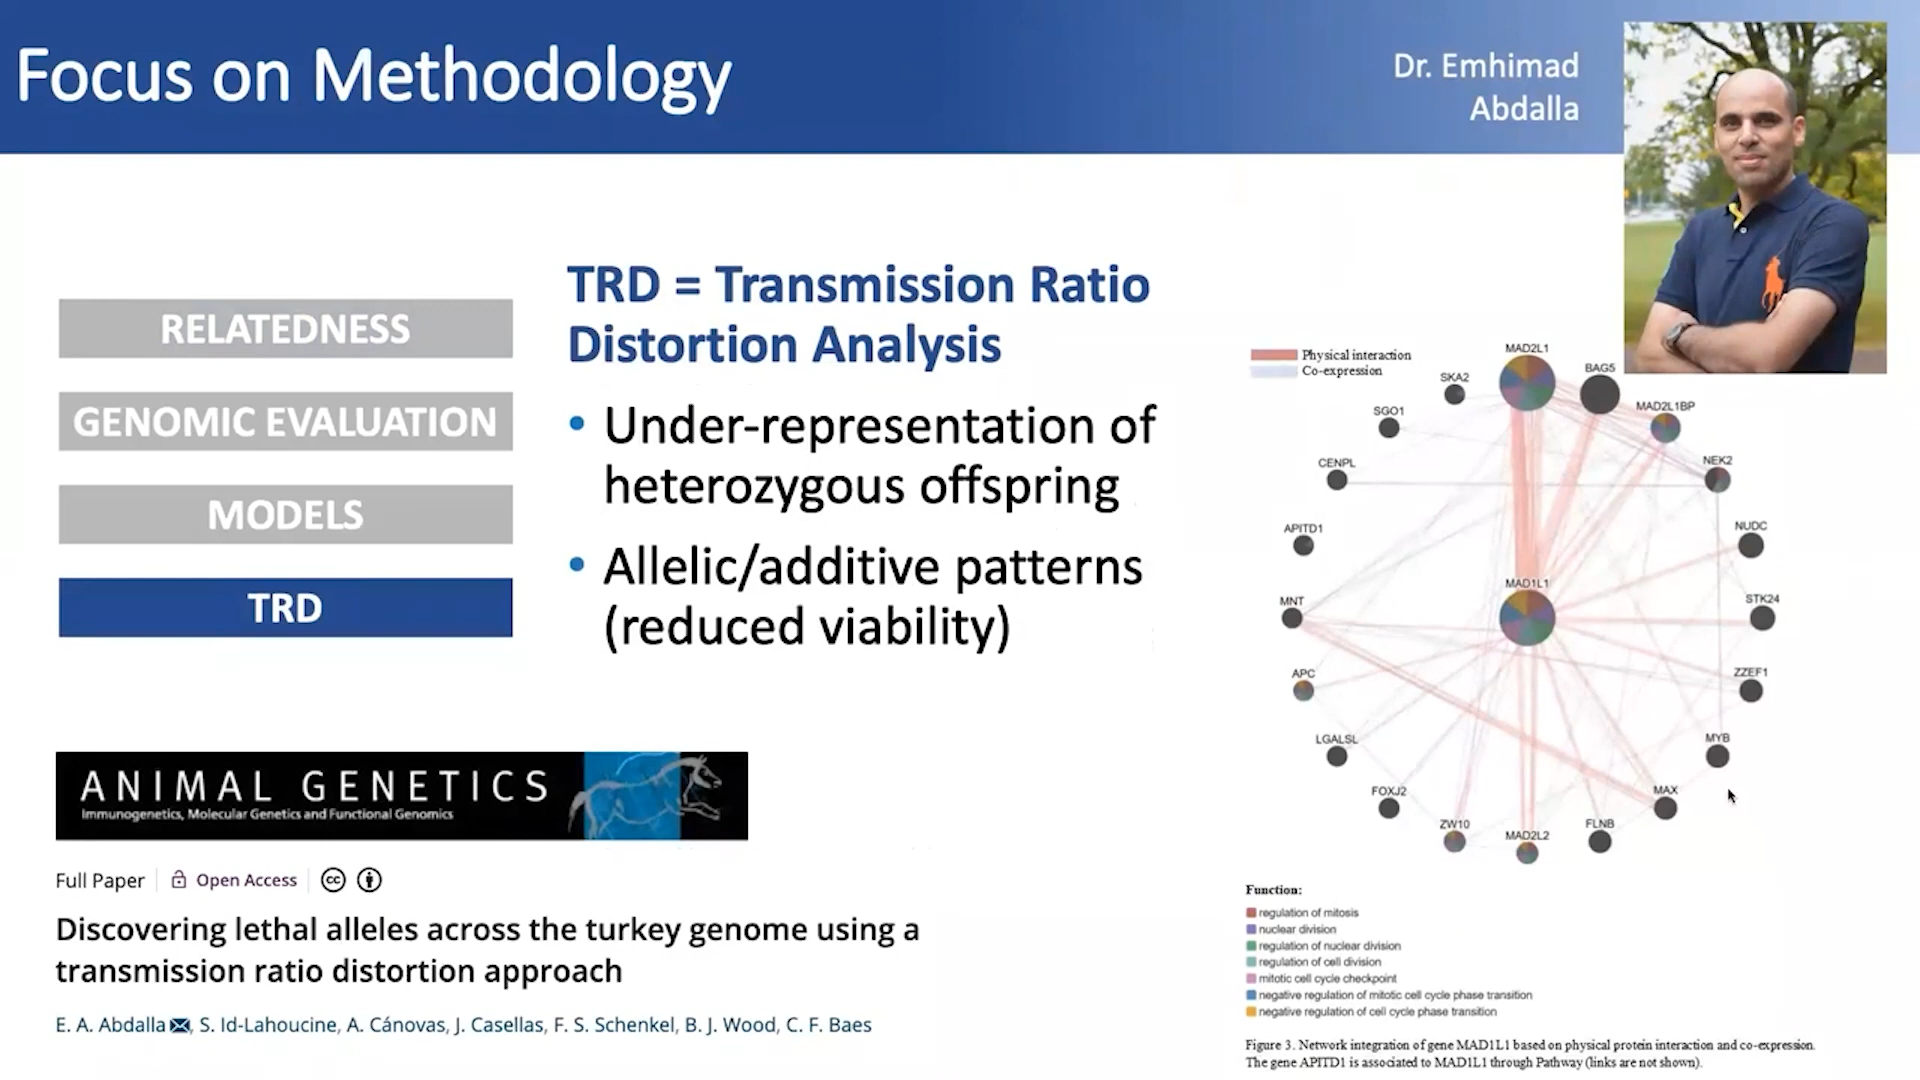 Focus on Methodology
Dr. Emhimad
Abdalla
RELATEDNESS
GENOMIC EVALUATION
MODELS
TRD
TRD = Transmission Ratio
Distortion Analysis
• Under-representation of
heterozygous offspring
• Allelic/additive patterns
(reduced viability)
Physical interaction
Co-expression
MAD2L1
BAG5
SKA2
MAD2L1BP
SGO1
NEK2
CENPL
NUDC
APITD1
MAD1L1
MNT
STK24
APC
ZZEF1
LGALSL
MYB
FOXJ2
MAX
ZW10
MAD2L2
FLNB
ANIMAL GENETICS
Immunogenetics, Molecular Genetics and Functional Genomics
Full Paper Open Access cc
Discovering lethal alleles across the turkey genome using a
transmission ratio distortion approach
E. A. Abdalla, S. Id-Lahoucine, A. Cánovas, J. Casellas, F. S. Schenkel, B. J. Wood, C. F. Baes
Function:
regulation of mitosis
nuclear division
regulation of nuclear division
regulation of cell division
mitotic cell cycle checkpoint
negative regulation of mitotic cell cycle phase transition
negative regulation of cell cycle phase transition
Figure 3. Network integration of gene MAD1L1 based on physical protein interaction and co-expression.
The gene APITD1 is associated to MAD1L1 through Pathway (links are not shown).